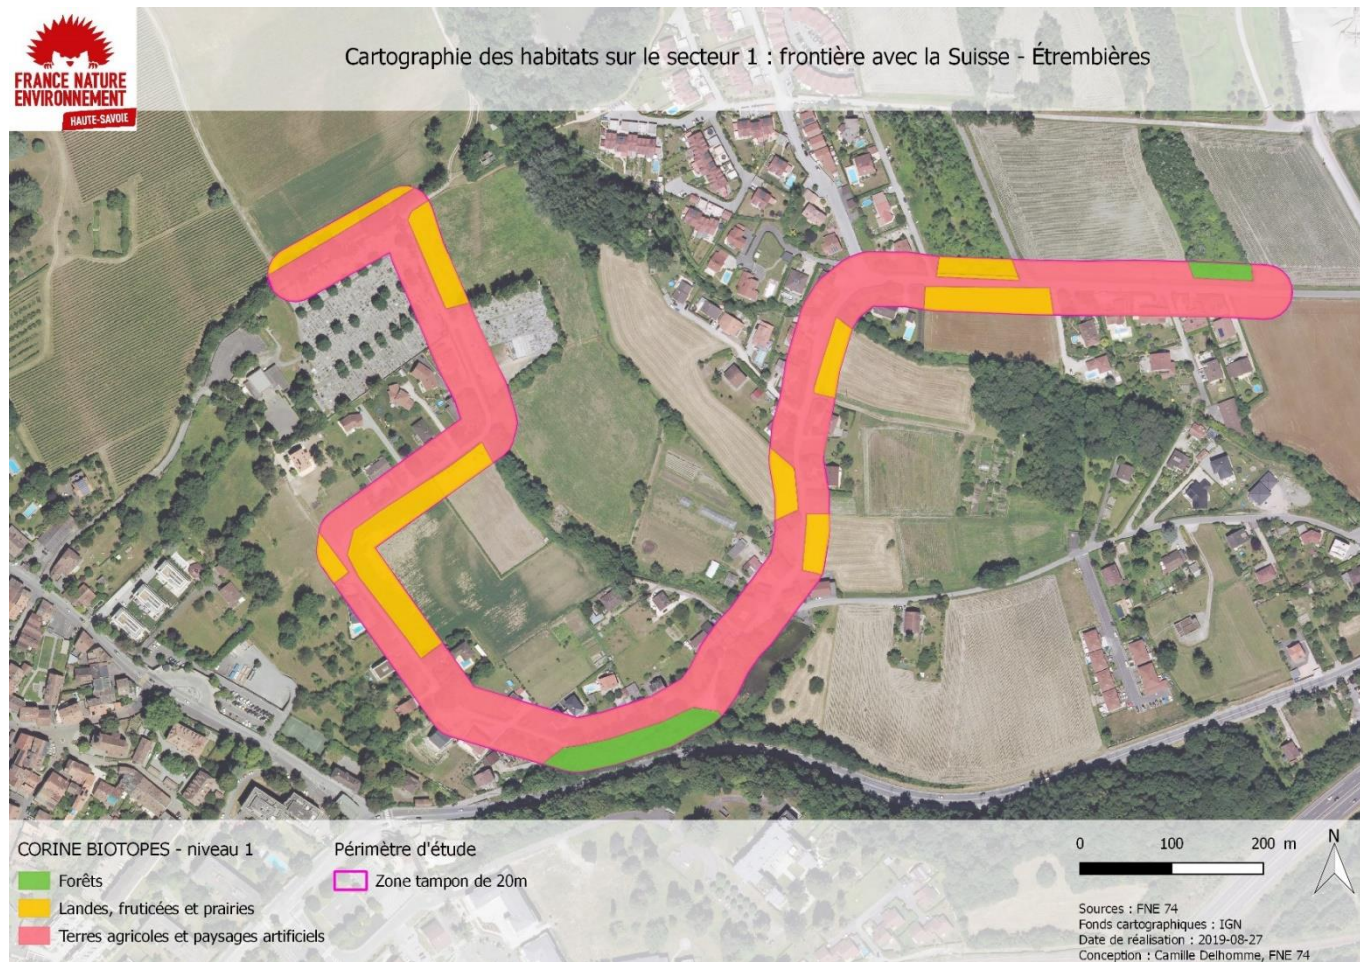 FRANCE NATURE
ENVIRONNEMENT
HAUTE-SAVOIE
Cartographie des habitats sur le secteur 1 : frontière avec la Suisse - Étrembières
CORINE BIOTOPES - niveau 1
Forêts
Landes, fruticées et prairies
Terres agricoles et paysages artificiels
Périmètre d'étude
Zone tampon de 20m
0 100 200 m
N
Sources : FNE 74
Fonds cartographiques : IGN
Date de réalisation : 2019-08-27
Conception : Camille Delhomme, FNE 74